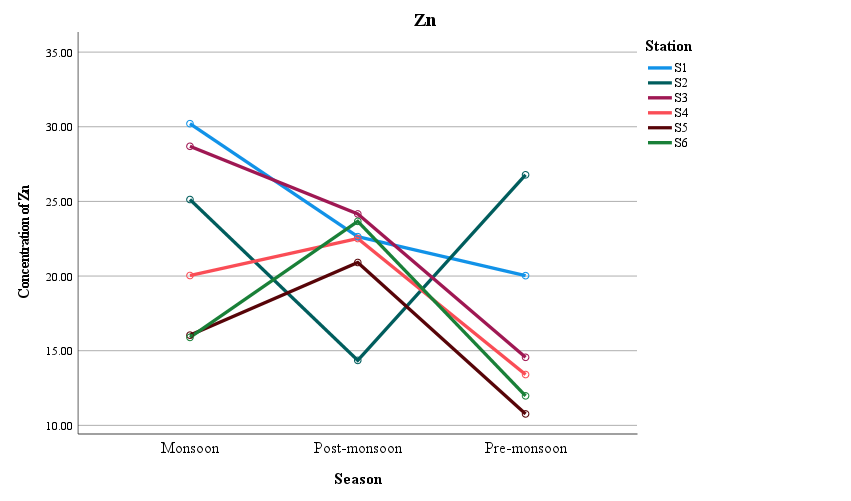 Zn
Station
S1
S2
S3
S4
S5
S6
35.00
30.00
25.00
20.00
15.00
10.00
Concentration of Zn
Monsoon
Post-monsoon
Pre-monsoon
Season